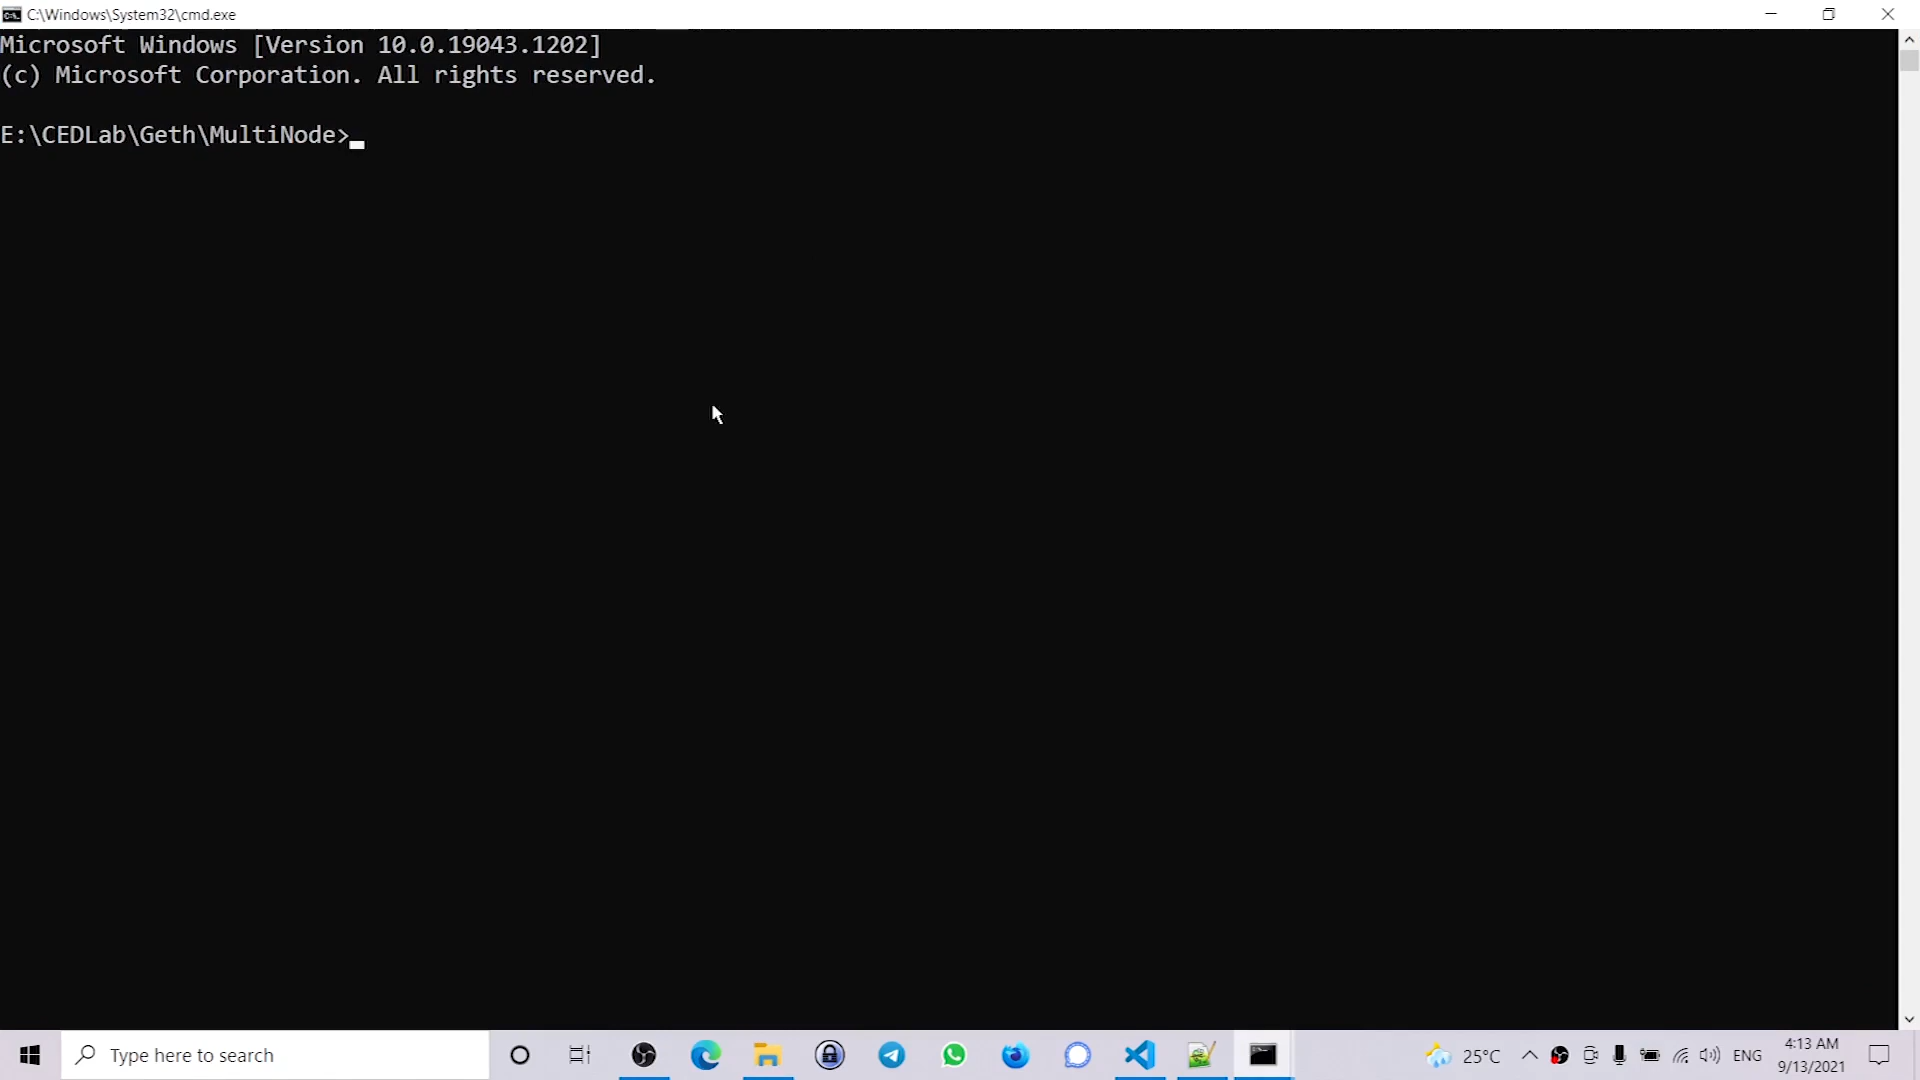 C:\Windows\System32\cmd.exe
Microsoft Windows [Version 10.0.19043.1202]
(c) Microsoft Corporation. All rights reserved.
E:\CEDLab\Geth\MultiNode>
Type here to search
25°C
ENG
4:13 AM
9/13/2021